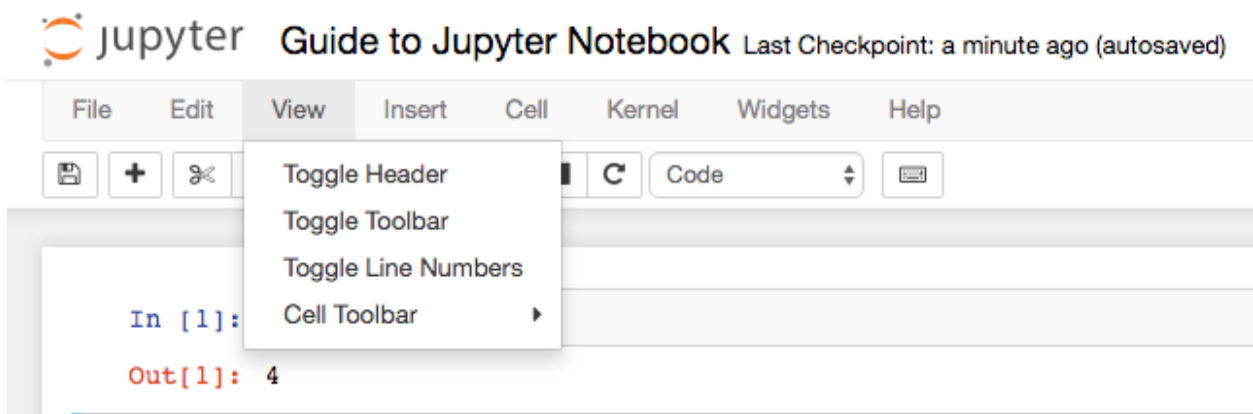 jupyter Guide to Jupyter Notebook Last Checkpoint: a minute ago (autosaved)
File Edit View Insert Cell Kernel Widgets Help
Code
Toggle Header
Toggle Toolbar
Toggle Line Numbers
Cell Toolbar
In [1]:
Out[1]: 4